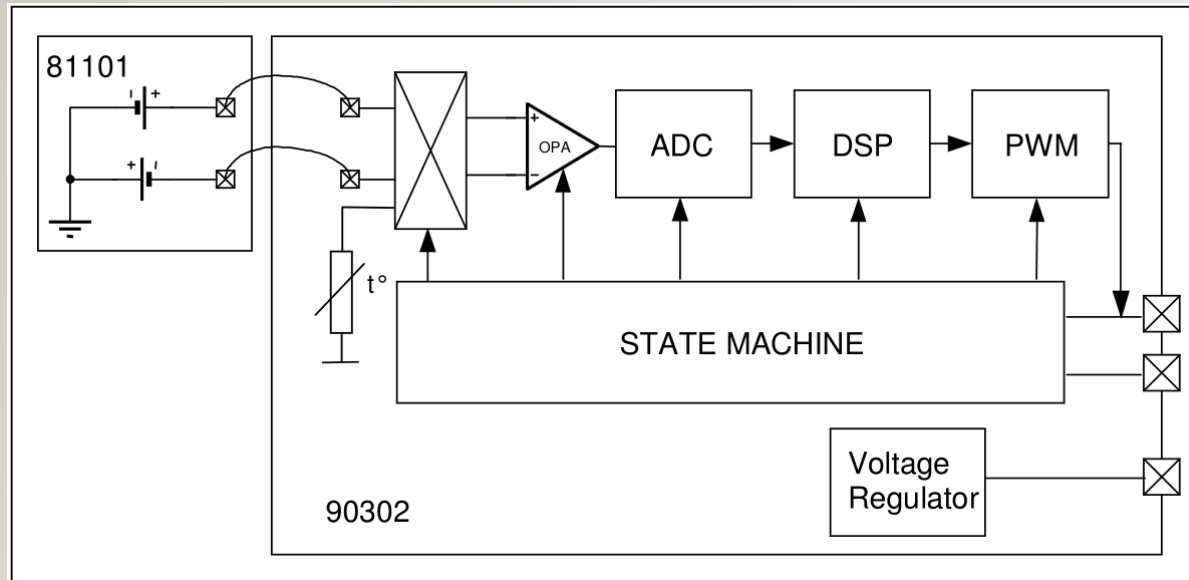 81101
- +
+ -
+
OPA
-
ADC
DSP
PWM
t°
STATE MACHINE
Voltage
Regulator
90302